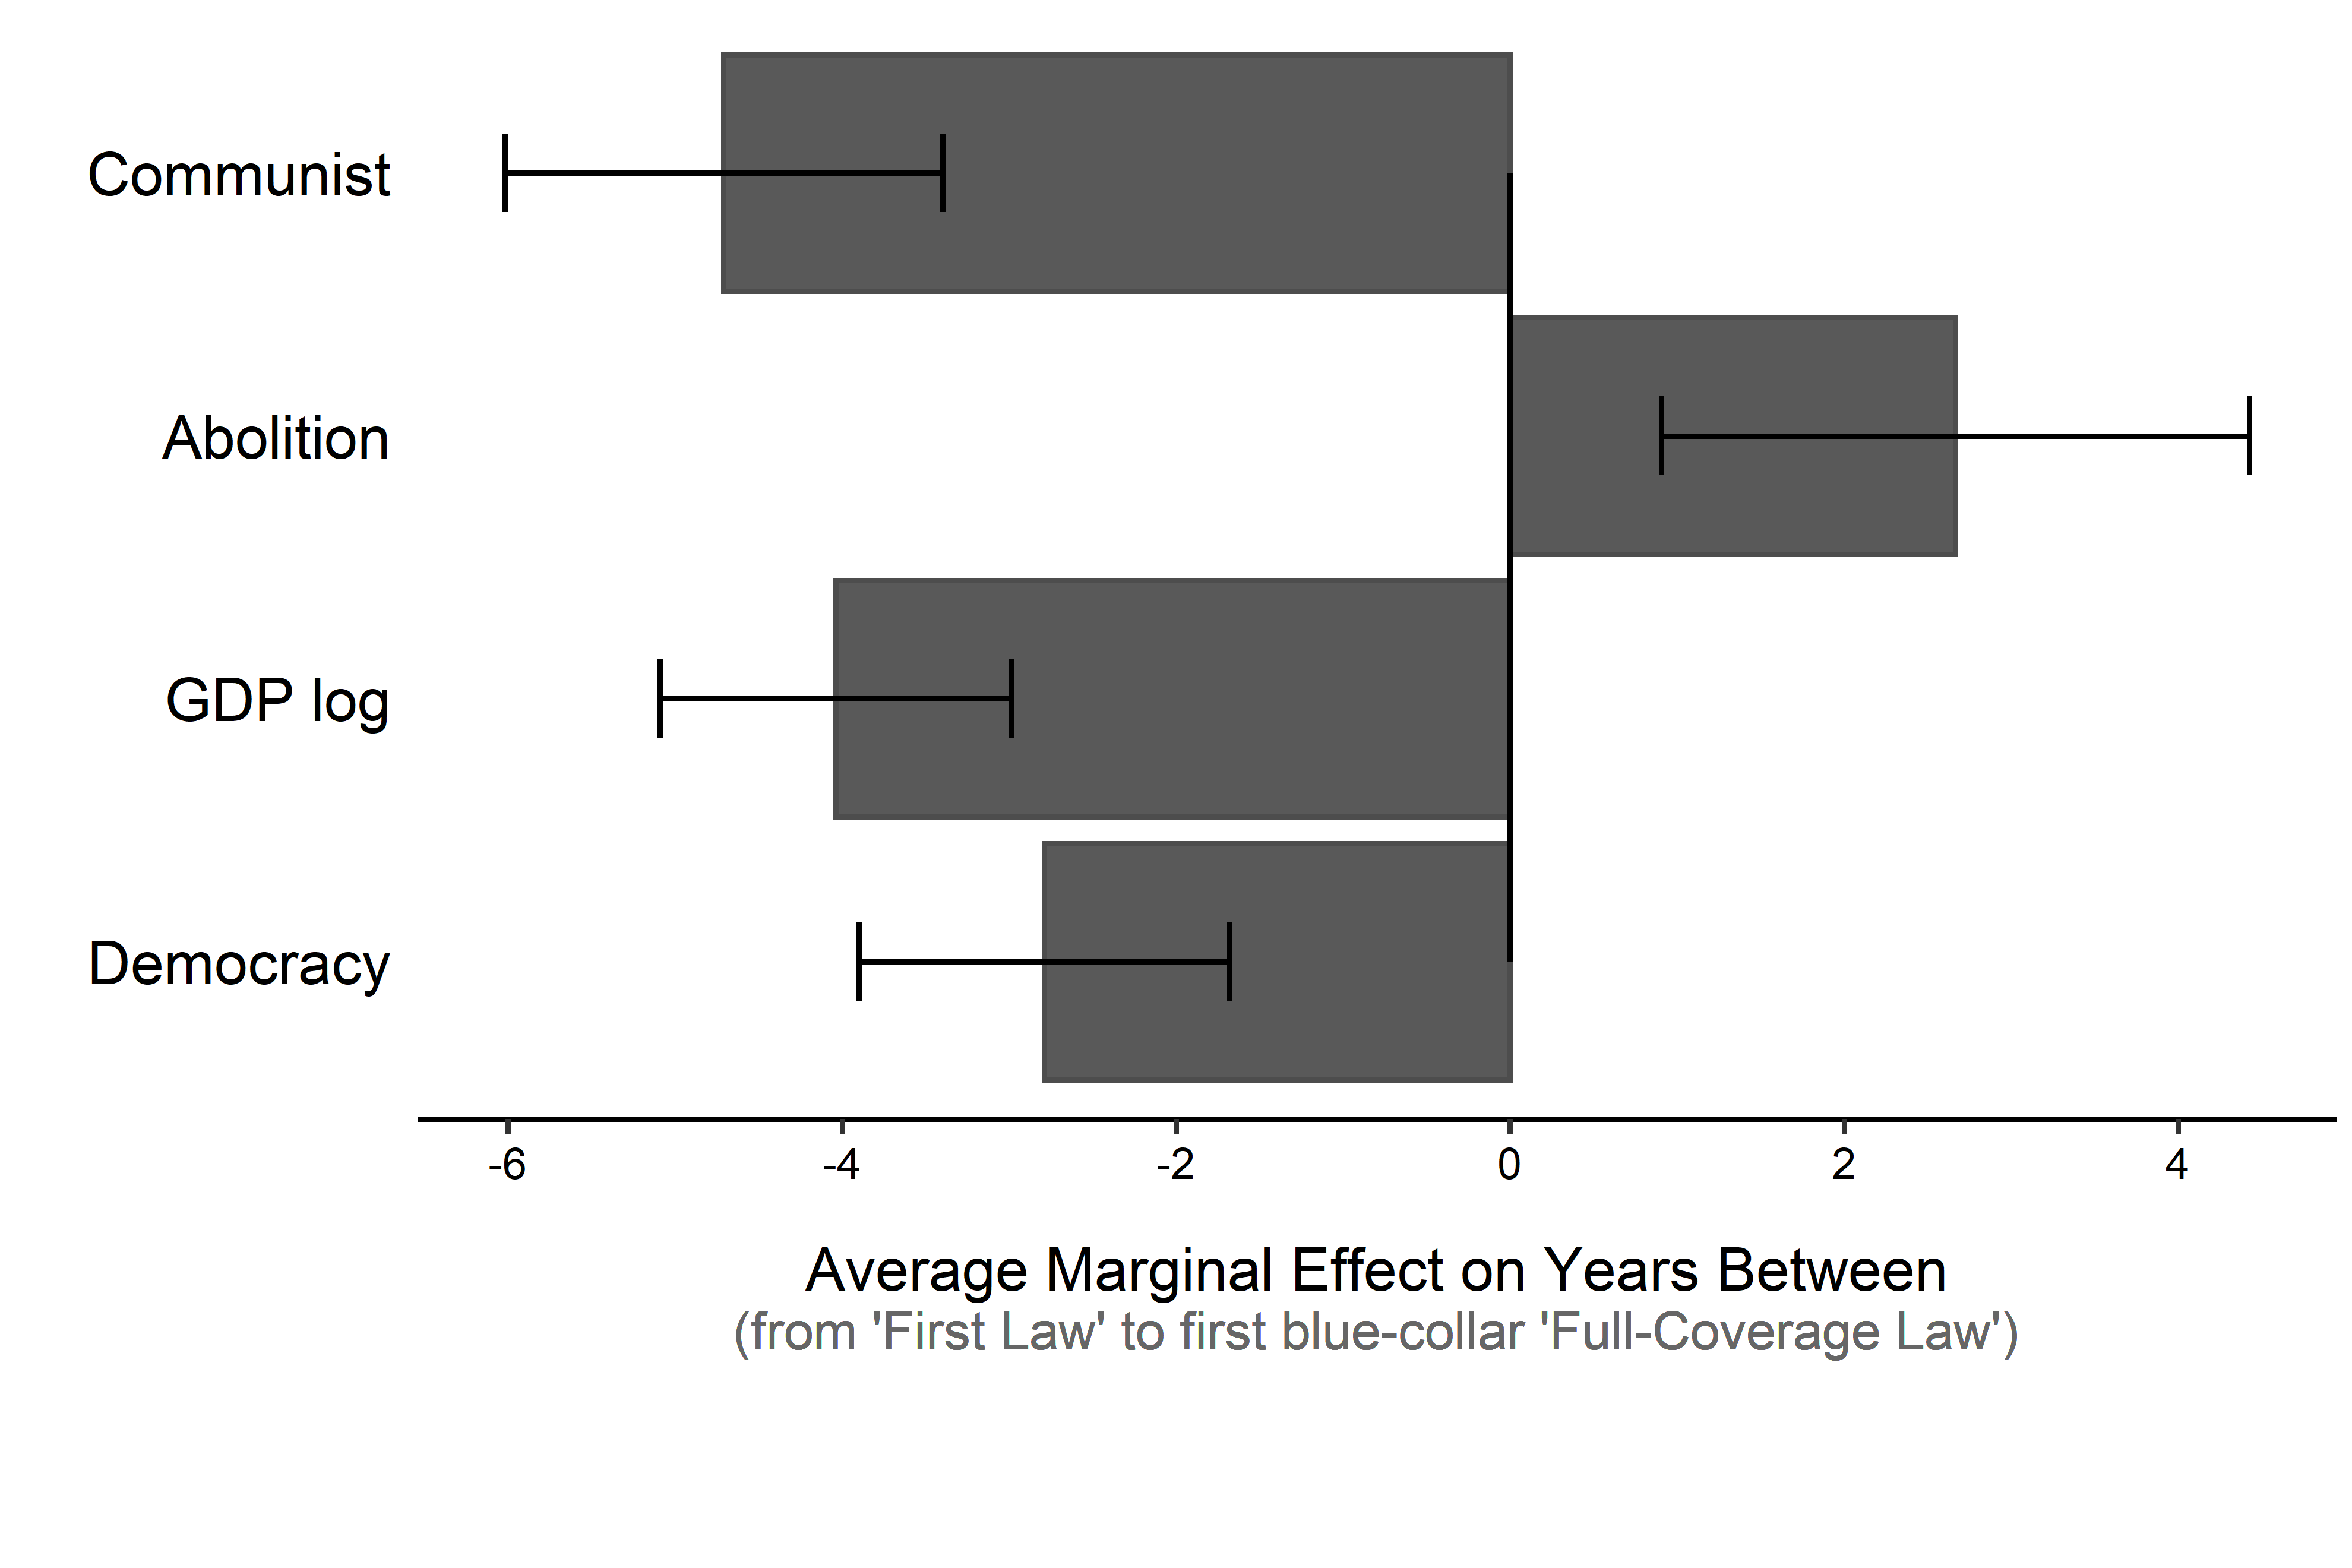 Communist
Abolition
GDP log
Democracy
-6 -4 -2 0 2 4
Average Marginal Effect on Years Between
(from 'First Law' to first blue-collar 'Full-Coverage Law')